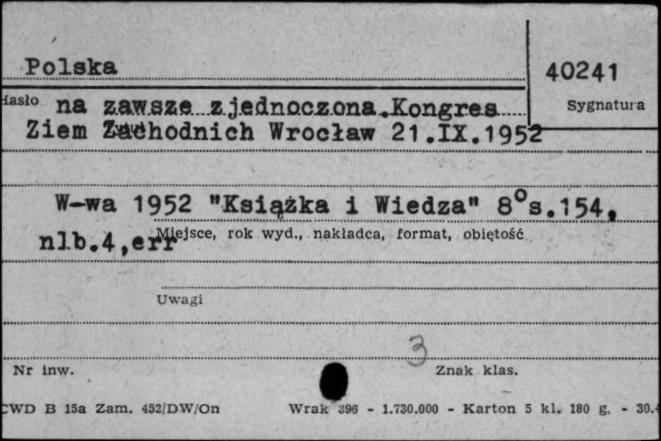 Polska
40241
Hasło na zawsze zjednoczona.Kongres
Sygnatura
Ziem Zachodnich Wrocław 21.IX.1952
W-wa 1952 "Książka i Wiedza" 8°s.154,
nlb.4,err
Miejsce, rok wyd., nakładca, format, objętość
Uwagi
3
Nr inw.
Znak klas.
CWD B 15a Zam. 452/DW/On
Wrak 396 - 1.730.000 - Karton 5 kl. 180 g. - 30.4